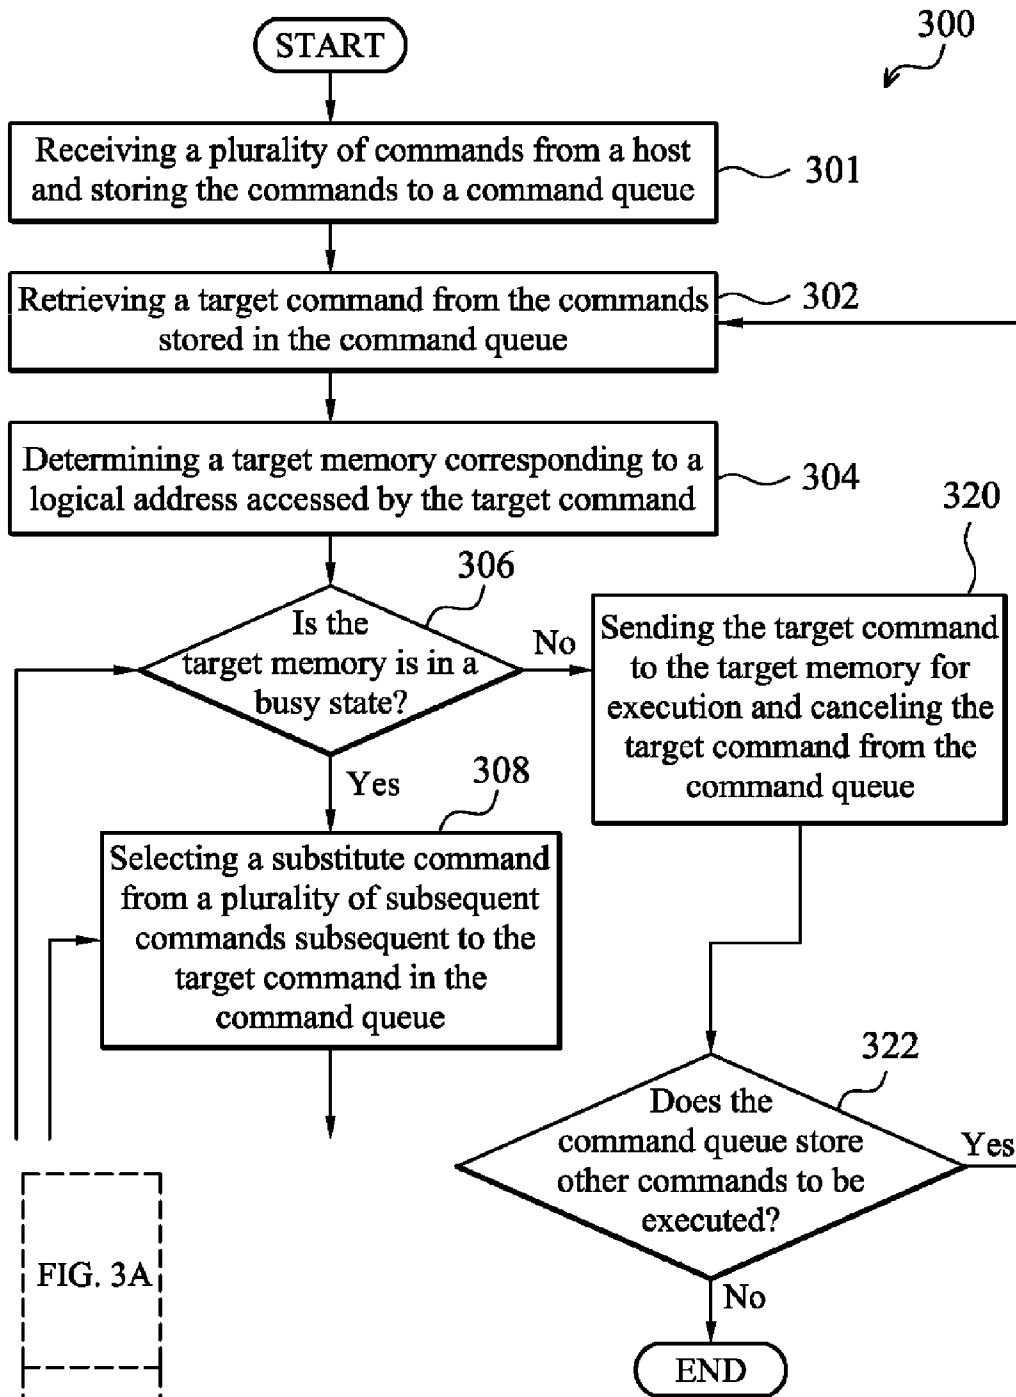 300
START
Receiving a plurality of commands from a host
and storing the commands to a command queue
301
Retrieving a target command from the commands
stored in the command queue
302
Determining a target memory corresponding to a
logical address accessed by the target command
304
306
Is the
target memory is in a
busy state?
No
Yes
320
Sending the target command
to the target memory for
execution and canceling the
target command from the
command queue
308
Selecting a substitute command
from a plurality of subsequent
commands subsequent to the
target command in the
command queue
322
Does the
command queue store
other commands to be
executed?
Yes
No
END
FIG. 3A